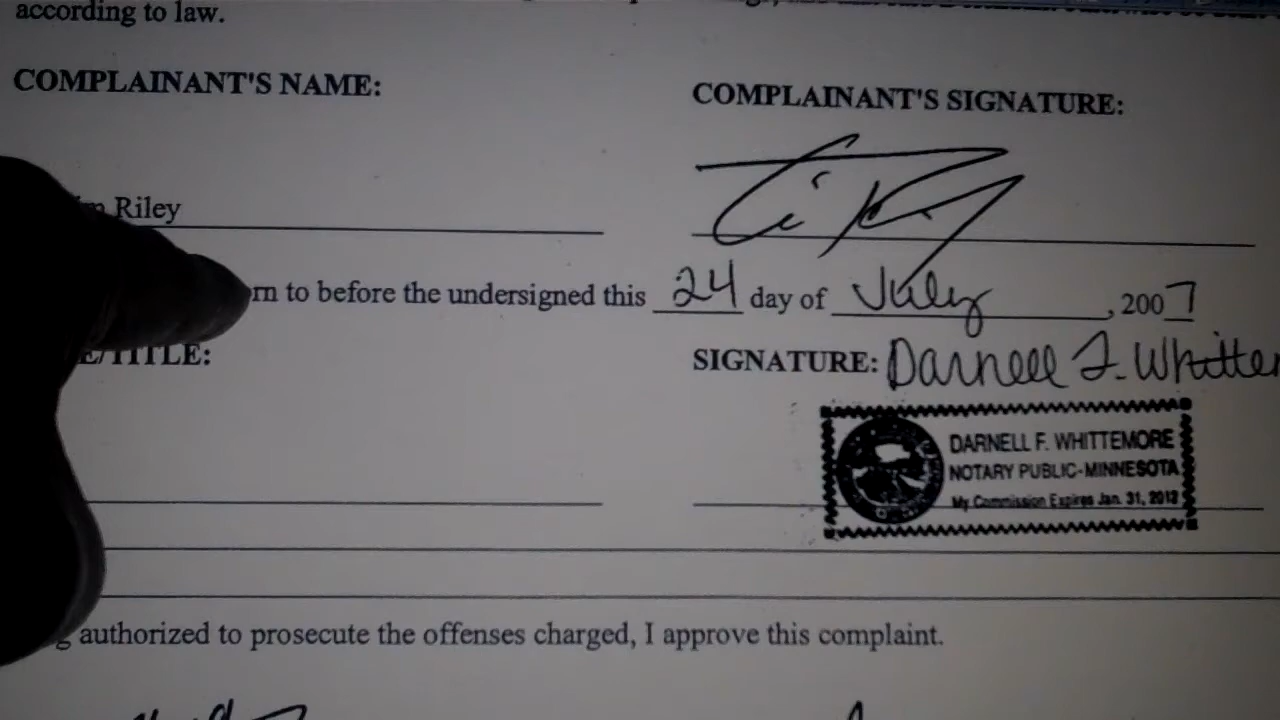 according to law.
COMPLAINANT'S NAME:
COMPLAINANT'S SIGNATURE:
Riley
to before the undersigned this 24 day of July, 2007
TITLE:
SIGNATURE: Darnell F. Whitte
DARNELL F. WHITTEMORE
NOTARY PUBLIC-MINNESOTA
My Commission Expires Jan. 31, 2012
authorized to prosecute the offenses charged, I approve this complaint.